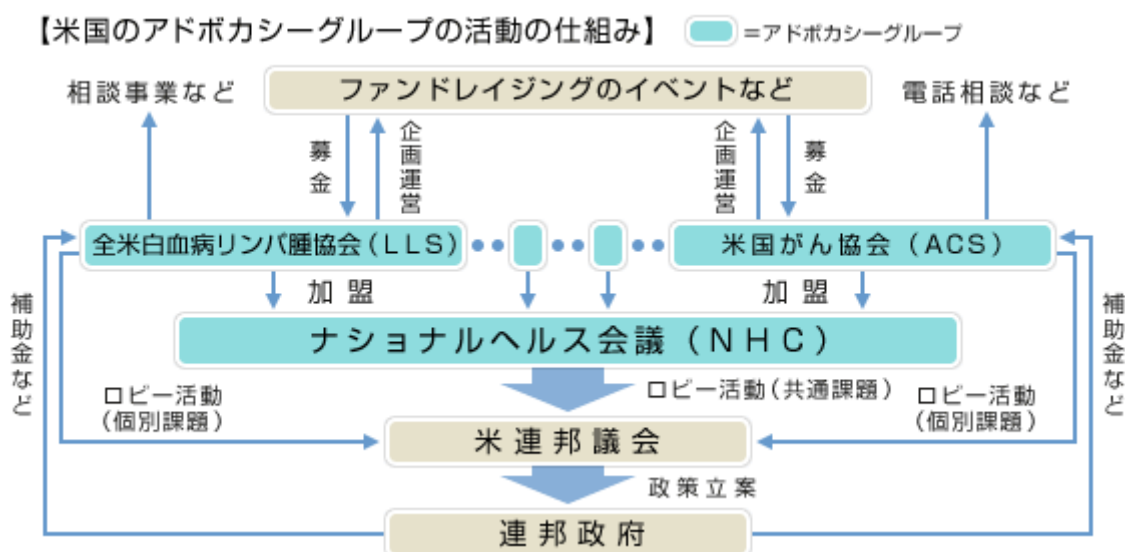 【米国のアドボカシーグループの活動の仕組み】 =アドボカシーグループ
相談事業など
ファンドレイジングのイベントなど
電話相談など
募金
企画運営
企画運営
募金
全米白血病リンパ腫協会(LLS)
米国がん協会(ACS)
加盟
加盟
ナショナルヘルス会議(NHC)
補助金など
補助金など
ロビー活動
(個別課題)
ロビー活動(共通課題)
ロビー活動
(個別課題)
米連邦議会
政策立案
連邦政府